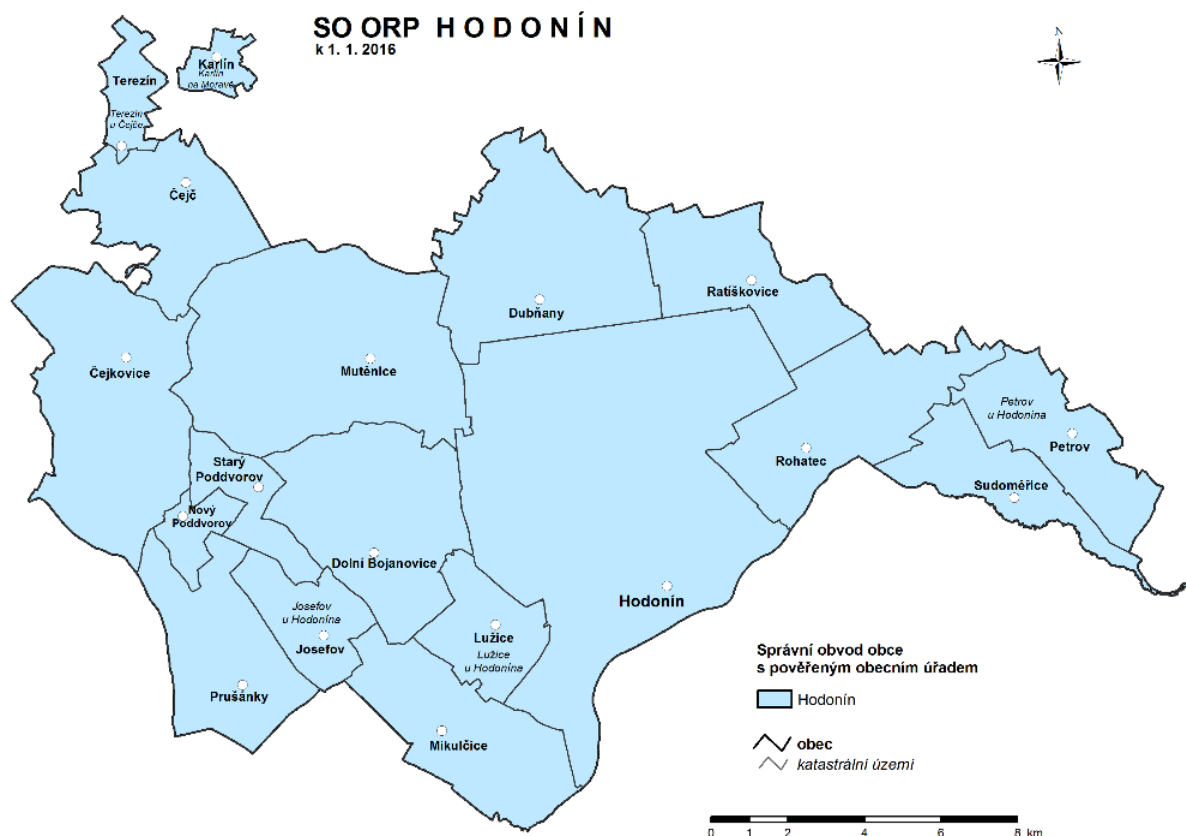 SO ORP HODONÍN
k 1. 1. 2016
N
Karlín
Karlín
na Moravě
Terezín
Terezín
u Čejče
Čejč
Ratíškovice
Dubňany
Čejkovice
Mutěnice
Petrov
u Hodonína
Petrov
Rohatec
Starý
Poddvorov
Sudoměřice
Nový
Poddvorov
Dolní Bojanovice
Hodonín
Josefov
u Hodonína
Josefov
Lužice
Lužice
u Hodonína
Prušánky
Mikulčice
Správní obvod obce
s pověřeným obecním úřadem
Hodonín
obec
katastrální území
0 1 2 4 6 8 km